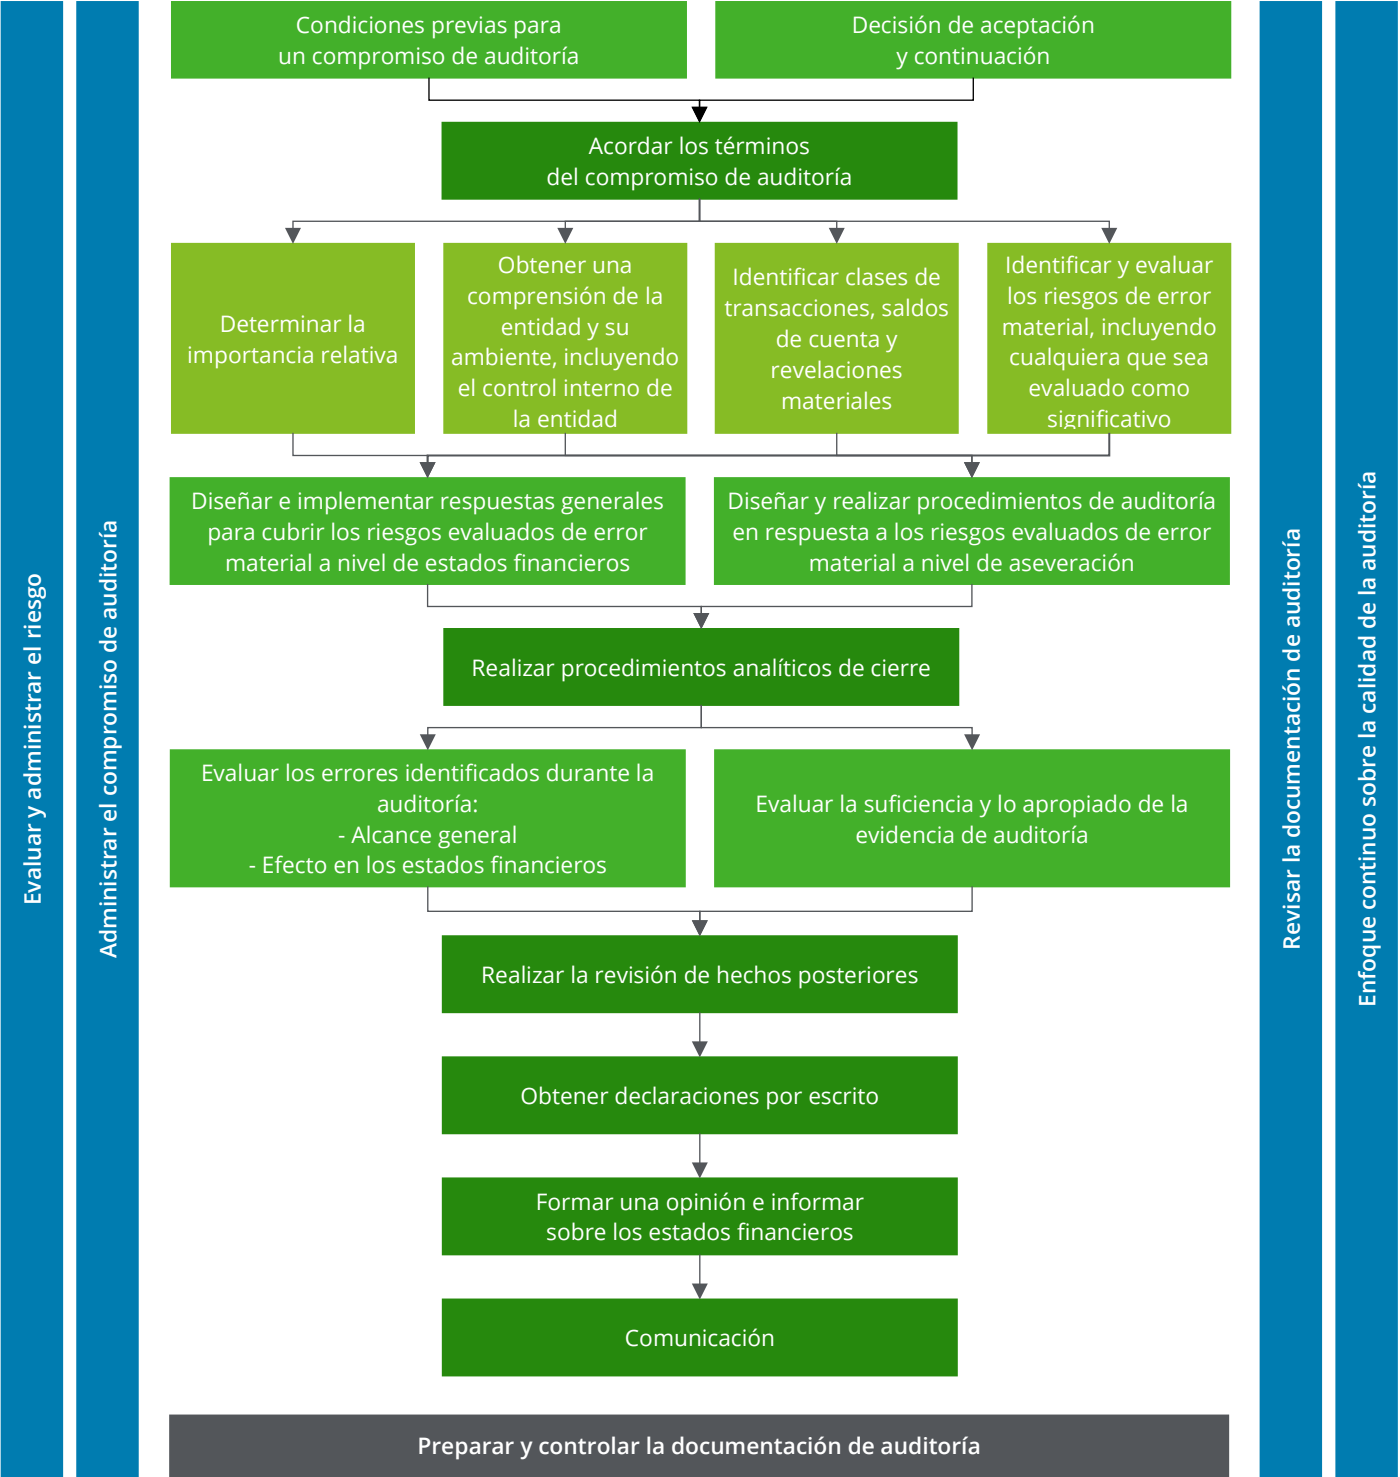 Condiciones previas para
un compromiso de auditoría
Decisión de aceptación
y continuación
Acordar los términos
del compromiso de auditoría
Determinar la
importancia relativa
Obtener una
comprensión de la
entidad y su
ambiente, incluyendo
el control interno de
la entidad
Identificar clases de
transacciones, saldos
de cuenta y
revelaciones
materiales
Identificar y evaluar
los riesgos de error
material, incluyendo
cualquiera que sea
evaluado como
significativo
Diseñar e implementar respuestas generales
para cubrir los riesgos evaluados de error
material a nivel de estados financieros
Diseñar y realizar procedimientos de auditoría
en respuesta a los riesgos evaluados de error
material a nivel de aseveración
Realizar procedimientos analíticos de cierre
Evaluar los errores identificados durante la
auditoría:
- Alcance general
- Efecto en los estados financieros
Evaluar la suficiencia y lo apropiado de la
evidencia de auditoría
Realizar la revisión de hechos posteriores
Obtener declaraciones por escrito
Formar una opinión e informar
sobre los estados financieros
Comunicación
Preparar y controlar la documentación de auditoría
Evaluar y administrar el riesgo
Administrar el compromiso de auditoría
Revisar la documentación de auditoría
Enfoque continuo sobre la calidad de la auditoría